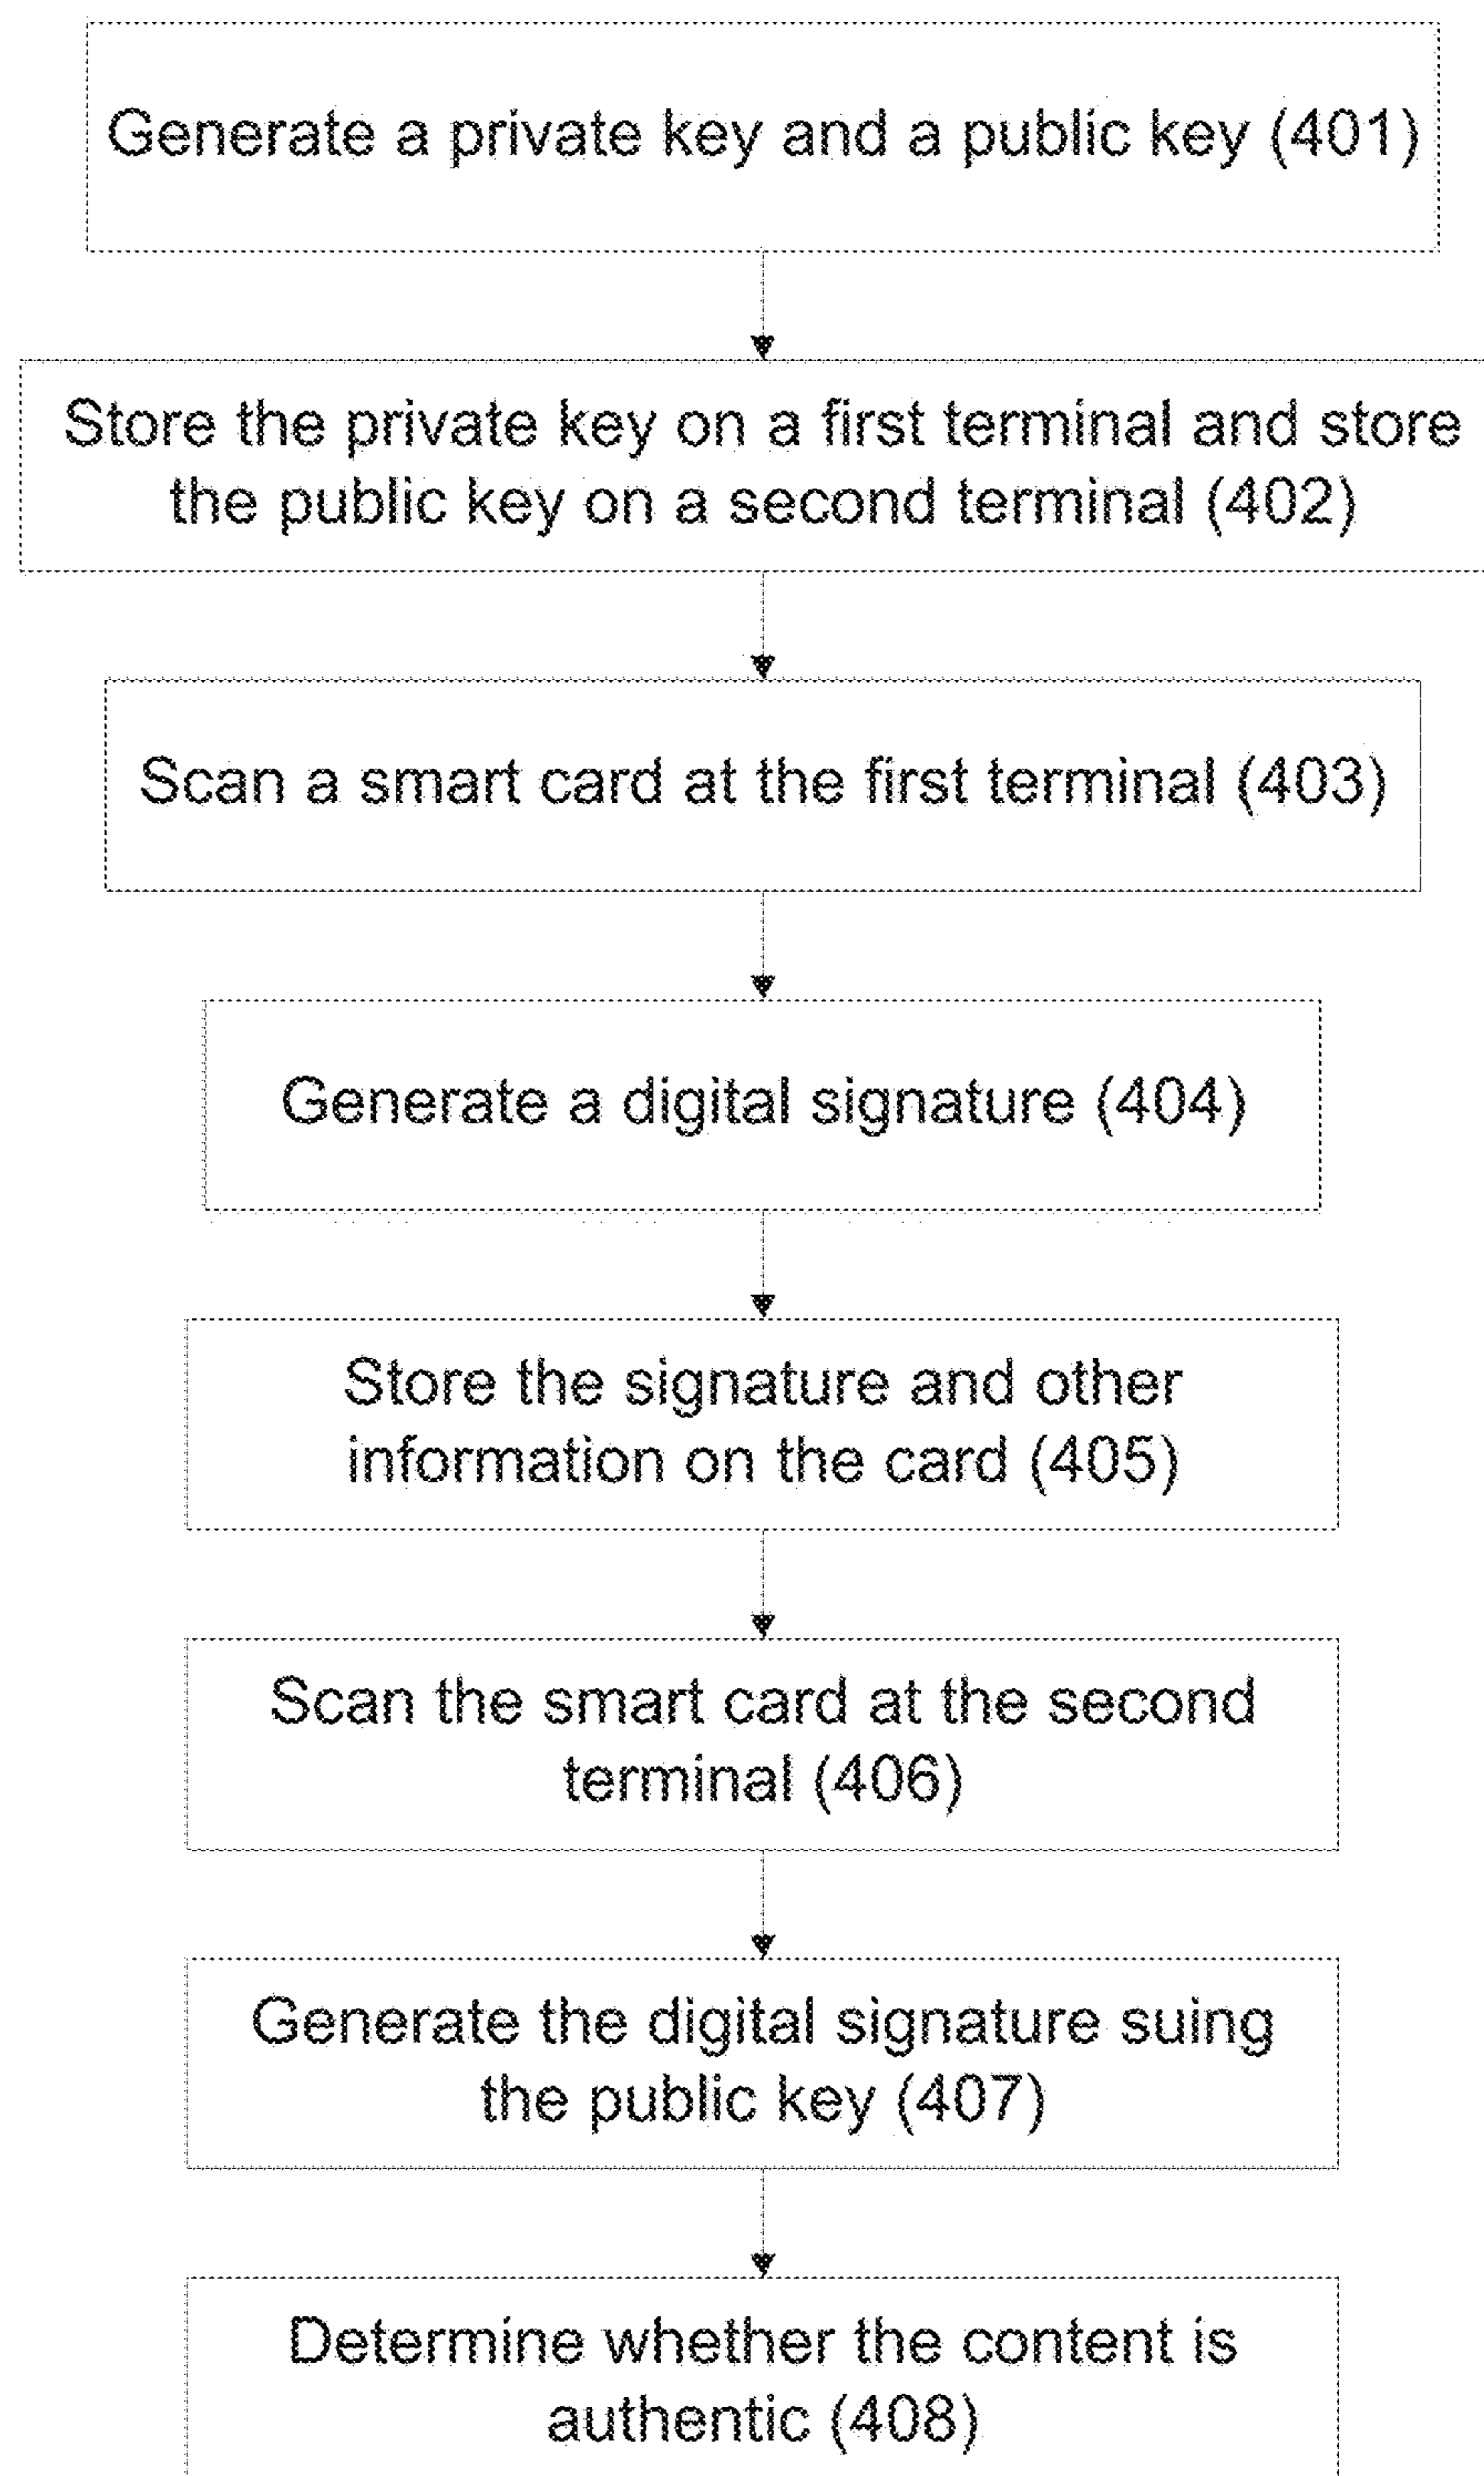 Generate a private key and a public key (401)
Store the private key on a first terminal and store
the public key on a second terminal (402)
Scan a smart card at the first terminal (403)
Generate a digital signature (404)
Store the signature and other
information on the card (405)
Scan the smart card at the second
terminal (406)
Generate the digital signature suing
the public key (407)
Determine whether the content is
authentic (408)